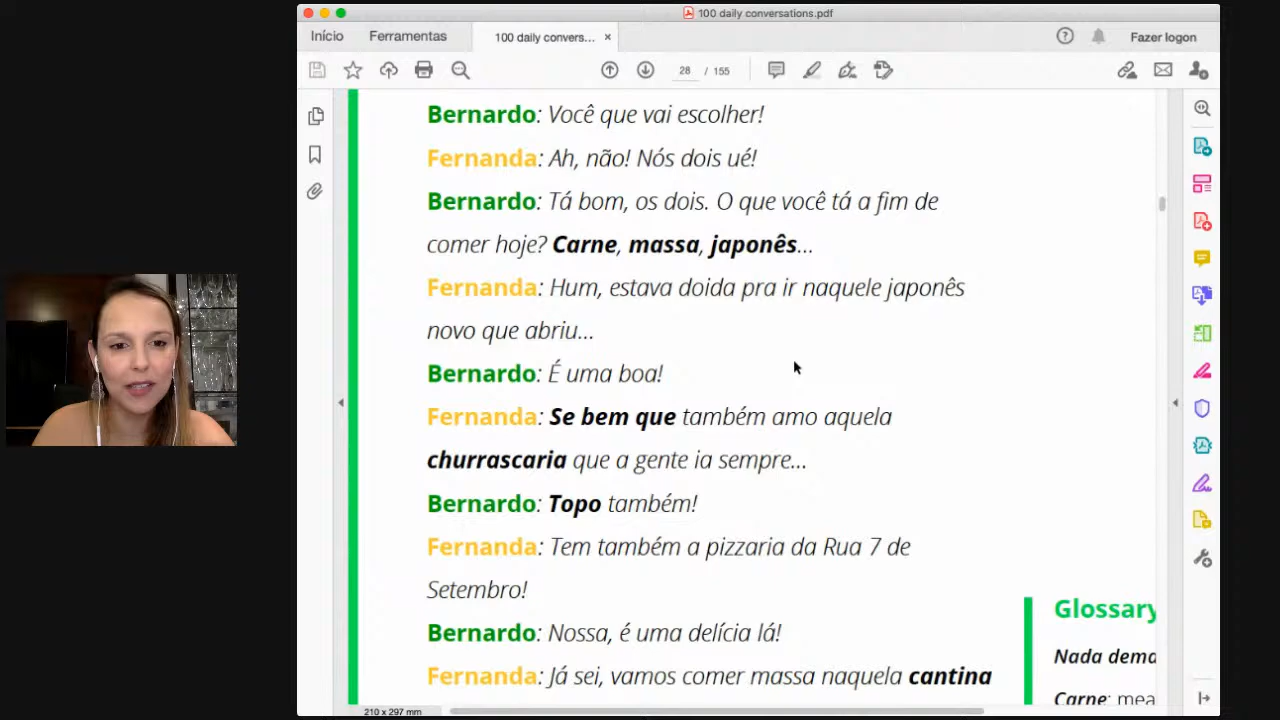 100 daily conversations.pdf
Início Ferramentas 100 daily convers... × Fazer logon
28 / 155
Bernardo: Você que vai escolher!
Fernanda: Ah, não! Nós dois ué!
Bernardo: Tá bom, os dois. O que você tá a fim de
comer hoje? Carne, massa, japonês...
Fernanda: Hum, estava doida pra ir naquele japonês
novo que abriu...
Bernardo: É uma boa!
Fernanda: Se bem que também amo aquela
churrascaria que a gente ia sempre...
Bernardo: Topo também!
Fernanda: Tem também a pizzaria da Rua 7 de
Setembro!
Bernardo: Nossa, é uma delícia lá!
Fernanda: Já sei, vamos comer massa naquela cantina
Glossary
Nada dema
Carne: mea
210 x 297 mm